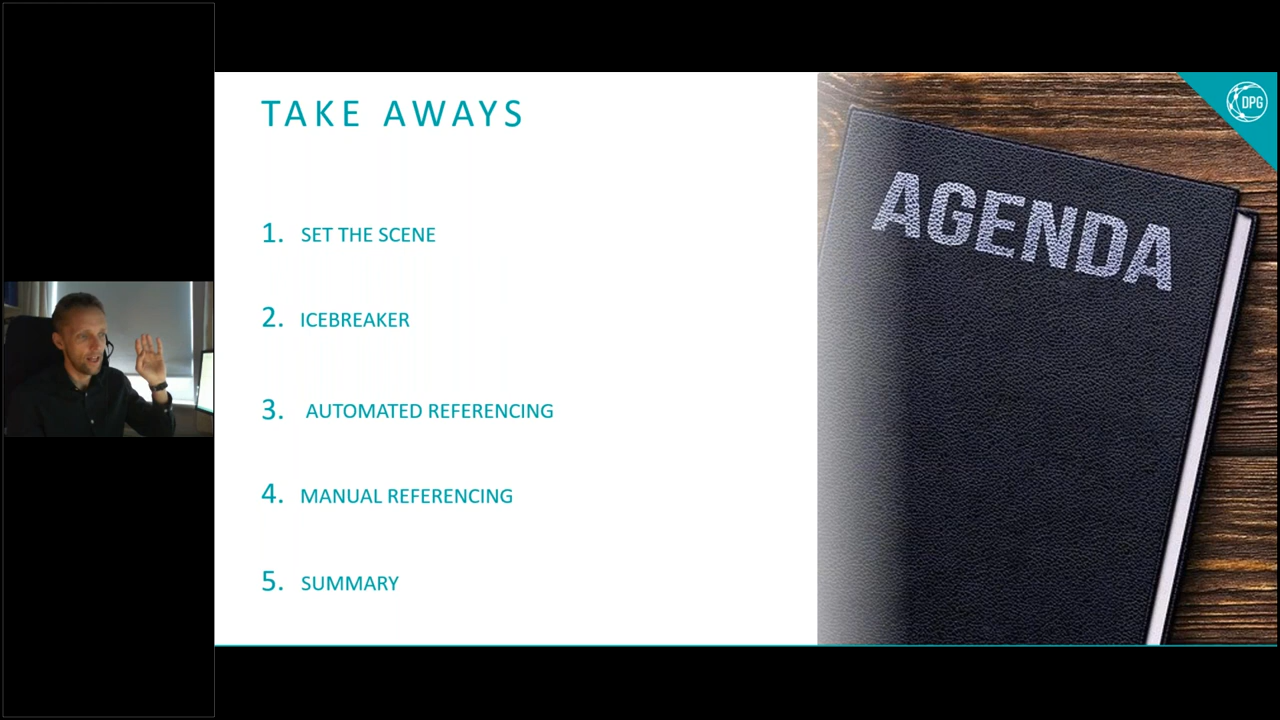 TAKE AWAYS
1. SET THE SCENE
2. ICEBREAKER
3. AUTOMATED REFERENCING
4. MANUAL REFERENCING
5. SUMMARY
AGENDA
DPG